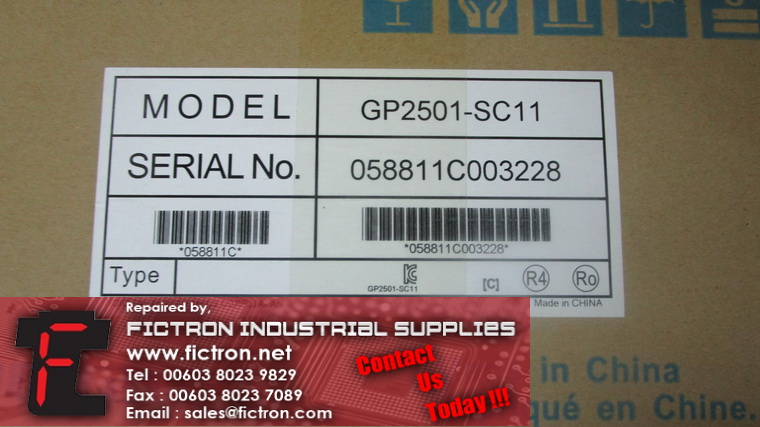 MODEL GP2501-SC11
SERIAL No. 058811C003228
*058811C* *058811C003228*
Type GP2501-SC11 [C] R4 Ro
Made in CHINA
Repaired by,
FICTRON INDUSTRIAL SUPPLIES
www.fictron.net
Tel : 00603 8023 9829
Fax : 00603 8023 7089
Email : sales@fictron.com
Contact
Us
Today !!!
in China
qué en Chine.